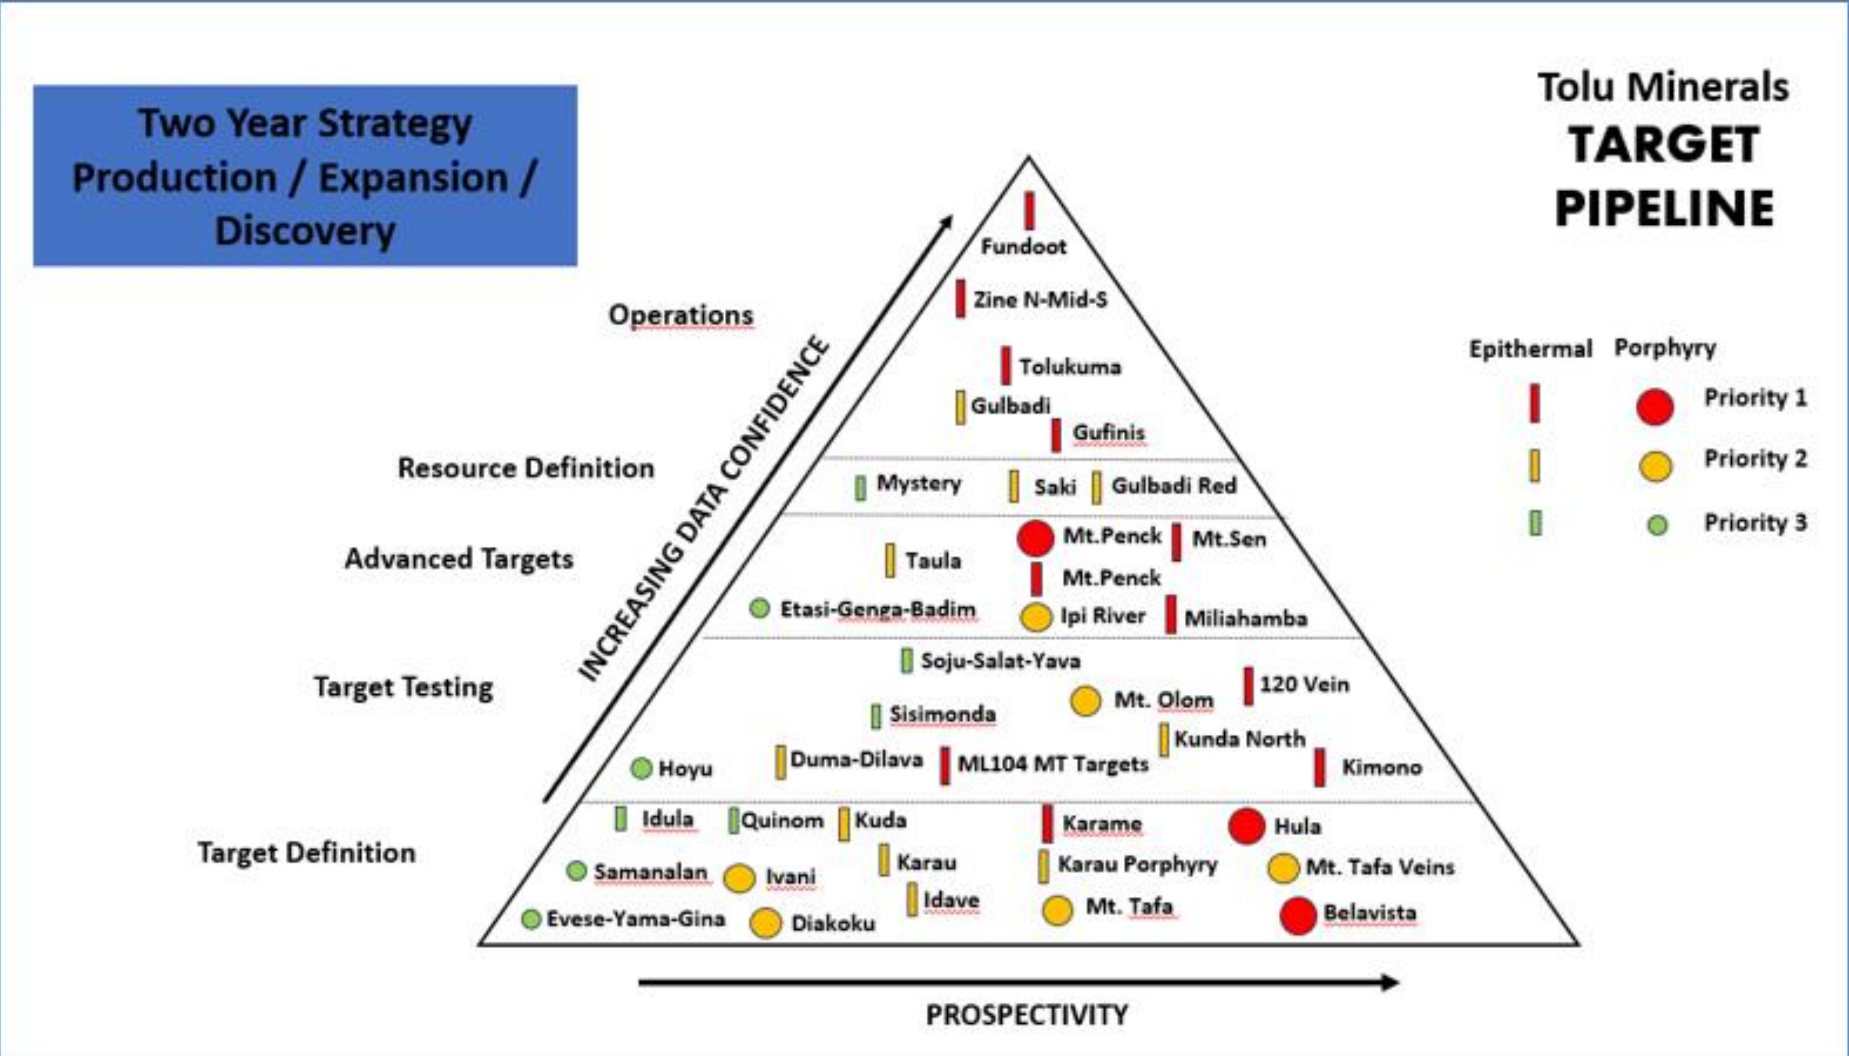 Two Year Strategy
Production / Expansion /
Discovery
Tolu Minerals
TARGET
PIPELINE
Fundoot
Zine N-Mid-S
Operations
Tolukuma
Gulbadi
Gufinis
INCREASING DATA CONFIDENCE
Epithermal Porphyry
Priority 1
Priority 2
Priority 3
Resource Definition
Mystery Saki Gulbadi Red
Advanced Targets
Mt.Penck Mt.Sen
Taula
Mt.Penck
Etasi-Genga-Badim Ipi River Miliahamba
Target Testing
Soju-Salat-Yava
120 Vein
Mt. Olom
Sisimonda
Kunda North
Duma-Dilava ML104 MT Targets
Hoyu Kimono
Target Definition
Idula Quinom Kuda Karame Hula
Karau Karau Porphyry Mt. Tafa Veins
Samanalan Ivani
Idave Mt. Tafa Belavista
Evese-Yama-Gina Diakoku
PROSPECTIVITY